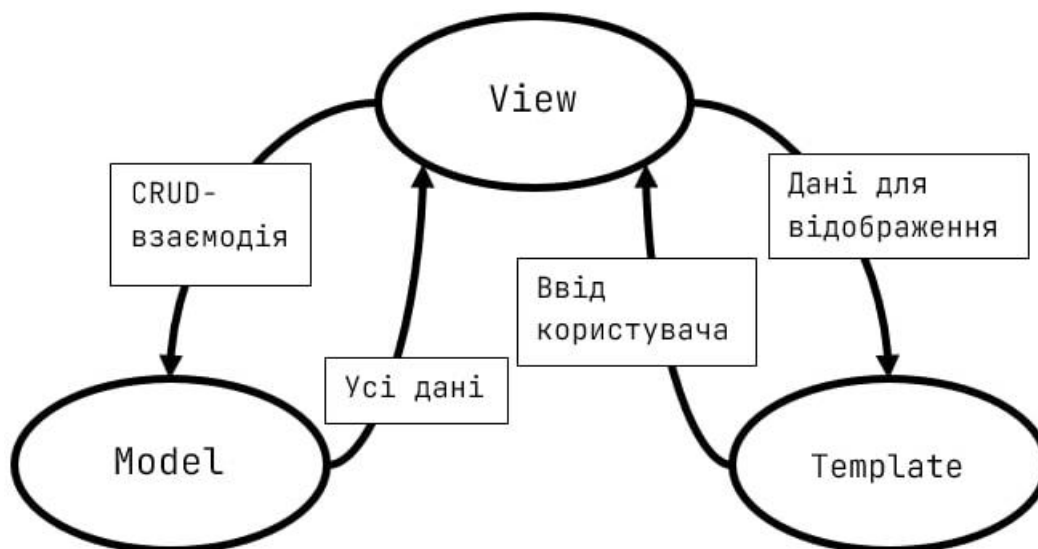 View
CRUD-
взаємодія
Дані для
відображення
Ввід
користувача
Усі дані
Model
Template